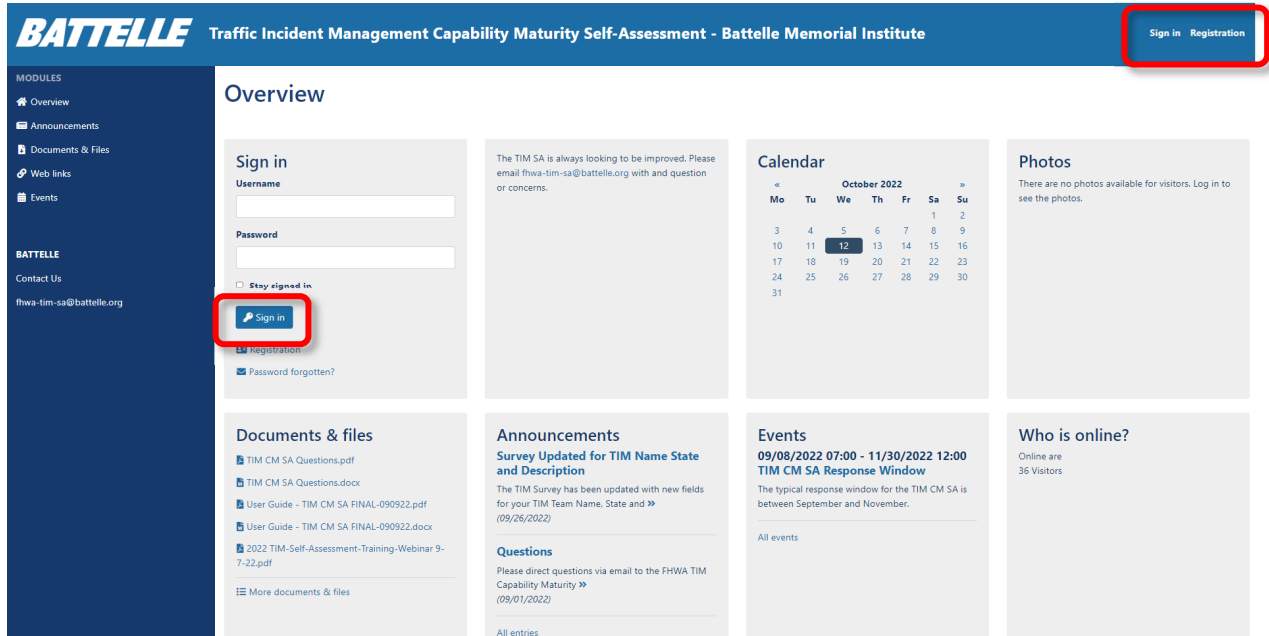 BATTELLE
Traffic Incident Management Capability Maturity Self-Assessment - Battelle Memorial Institute
Sign in Registration
MODULES
Overview
Announcements
Documents & Files
Web links
Events
BATTELLE
Contact Us
fhwa-tim-sa@battelle.org
Overview
Sign in
Username
Password
Stay signed in
Sign in
Registration
Password forgotten?
The TIM SA is always looking to be improved. Please
email fhwa-tim-sa@battelle.org with and question
or concerns.
Calendar
« October 2022 »
Mo Tu We Th Fr Sa Su
1 2
3 4 5 6 7 8 9
10 11 12 13 14 15 16
17 18 19 20 21 22 23
24 25 26 27 28 29 30
31
Photos
There are no photos available for visitors. Log in to
see the photos.
Documents & files
TIM CM SA Questions.pdf
TIM CM SA Questions.docx
User Guide - TIM CM SA FINAL-090922.pdf
User Guide - TIM CM SA FINAL-090922.docx
2022 TIM-Self-Assessment-Training-Webinar 9-
7-22.pdf
More documents & files
Announcements
Survey Updated for TIM Name State
and Description
The TIM Survey has been updated with new fields
for your TIM Team Name, State and »
(09/26/2022)
Questions
Please direct questions via email to the FHWA TIM
Capability Maturity »
(09/01/2022)
All entries
Events
09/08/2022 07:00 - 11/30/2022 12:00
TIM CM SA Response Window
The typical response window for the TIM CM SA is
between September and November.
All events
Who is online?
Online are
36 Visitors